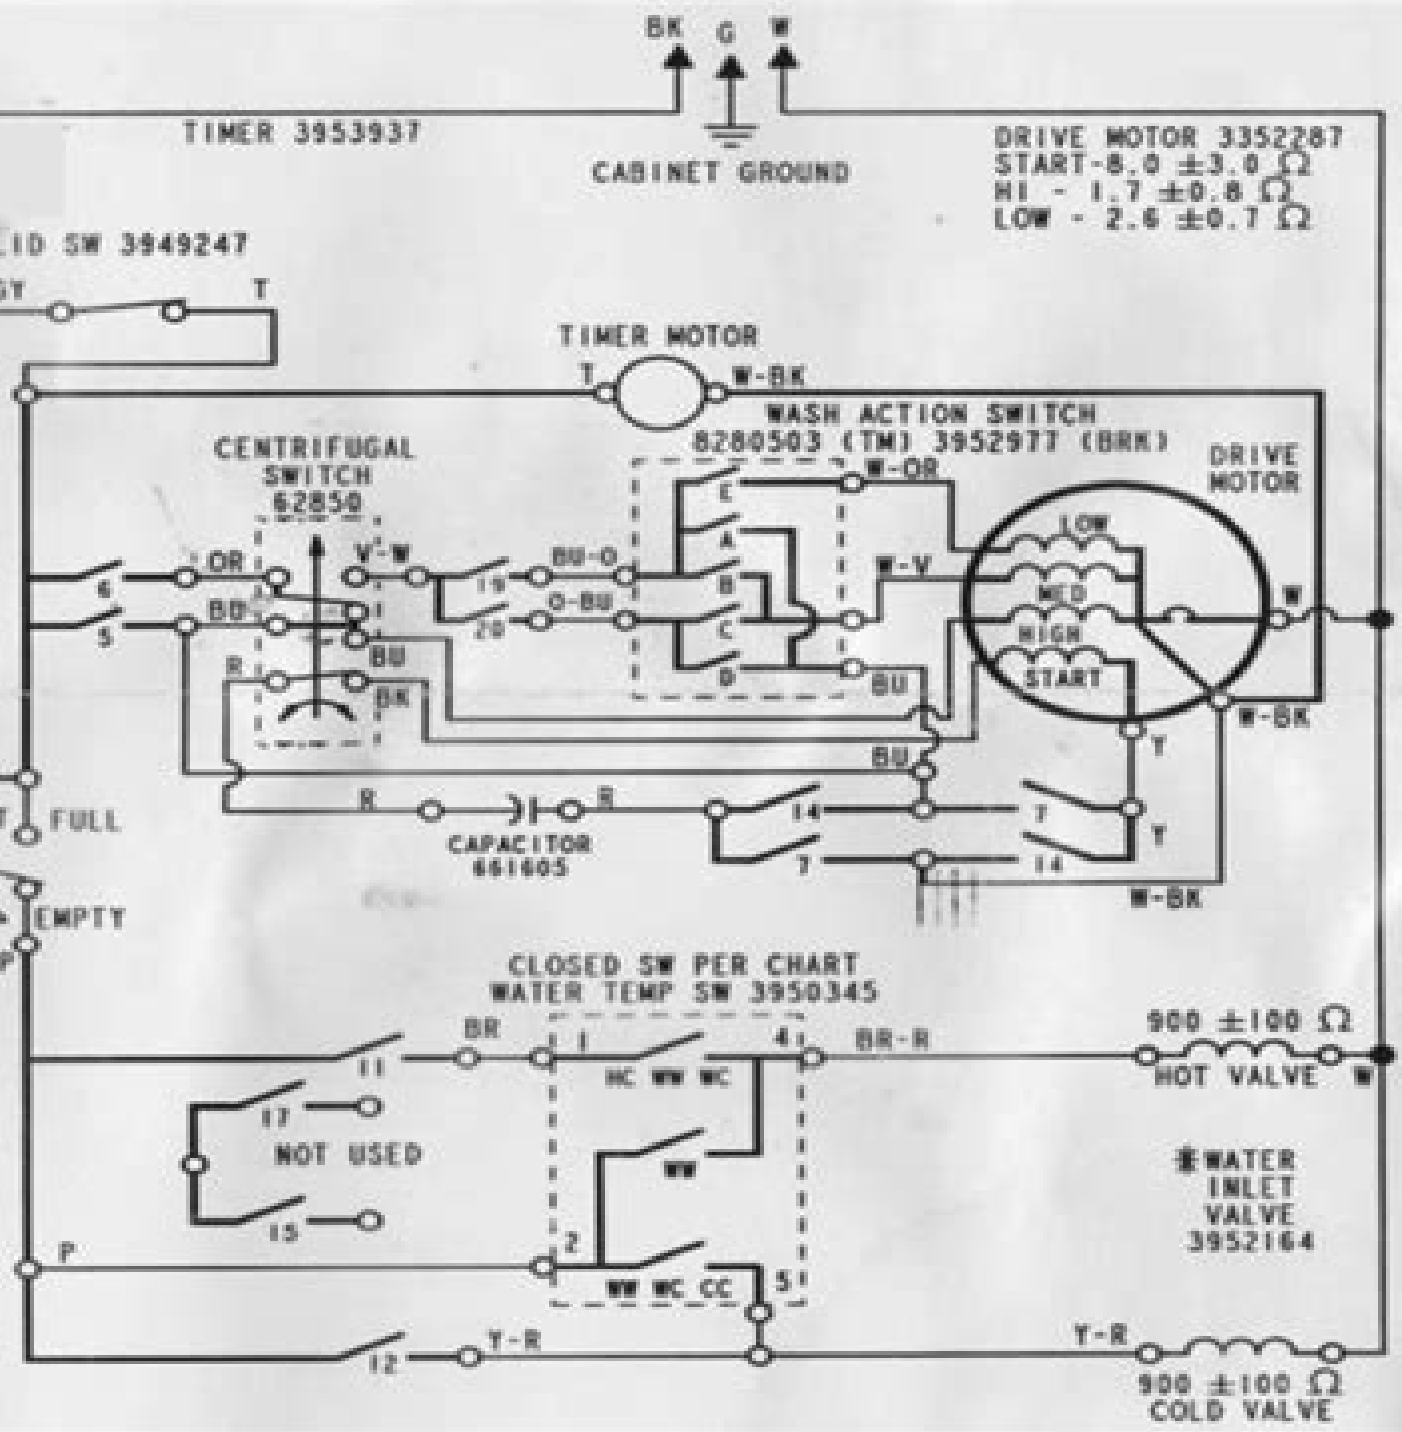 BK G W
TIMER 3953937
CABINET GROUND
DRIVE MOTOR 3352287
START-8.0 ±3.0 Ω
HI - 1.7 ±0.8 Ω
LOW - 2.6 ±0.7 Ω
LID SW 3949247
GY T
TIMER MOTOR
T W-BK
WASH ACTION SWITCH
8280503 (TM) 3952977 (BRK)
CENTRIFUGAL
SWITCH
62850
DRIVE
MOTOR
W-OR
E
LOW
A
OR V-W BU-O W-V
6 19 B MED
BU O-BU W
5 20 C HIGH
R BU D BU START
BK W-BK
Y
BU
R R 14 7
FULL
CAPACITOR
661605
Y
7 14
W-BK
EMPTY
P
CLOSED SW PER CHART
WATER TEMP SW 3950345
BR 1 4 BR-R
900 ±100 Ω
11 HC WW WC HOT VALVE W
17
NOT USED
WW
※WATER
INLET
VALVE
3952164
15
P 2
WW WC CC 5
12 Y-R Y-R
900 ±100 Ω
COLD VALVE